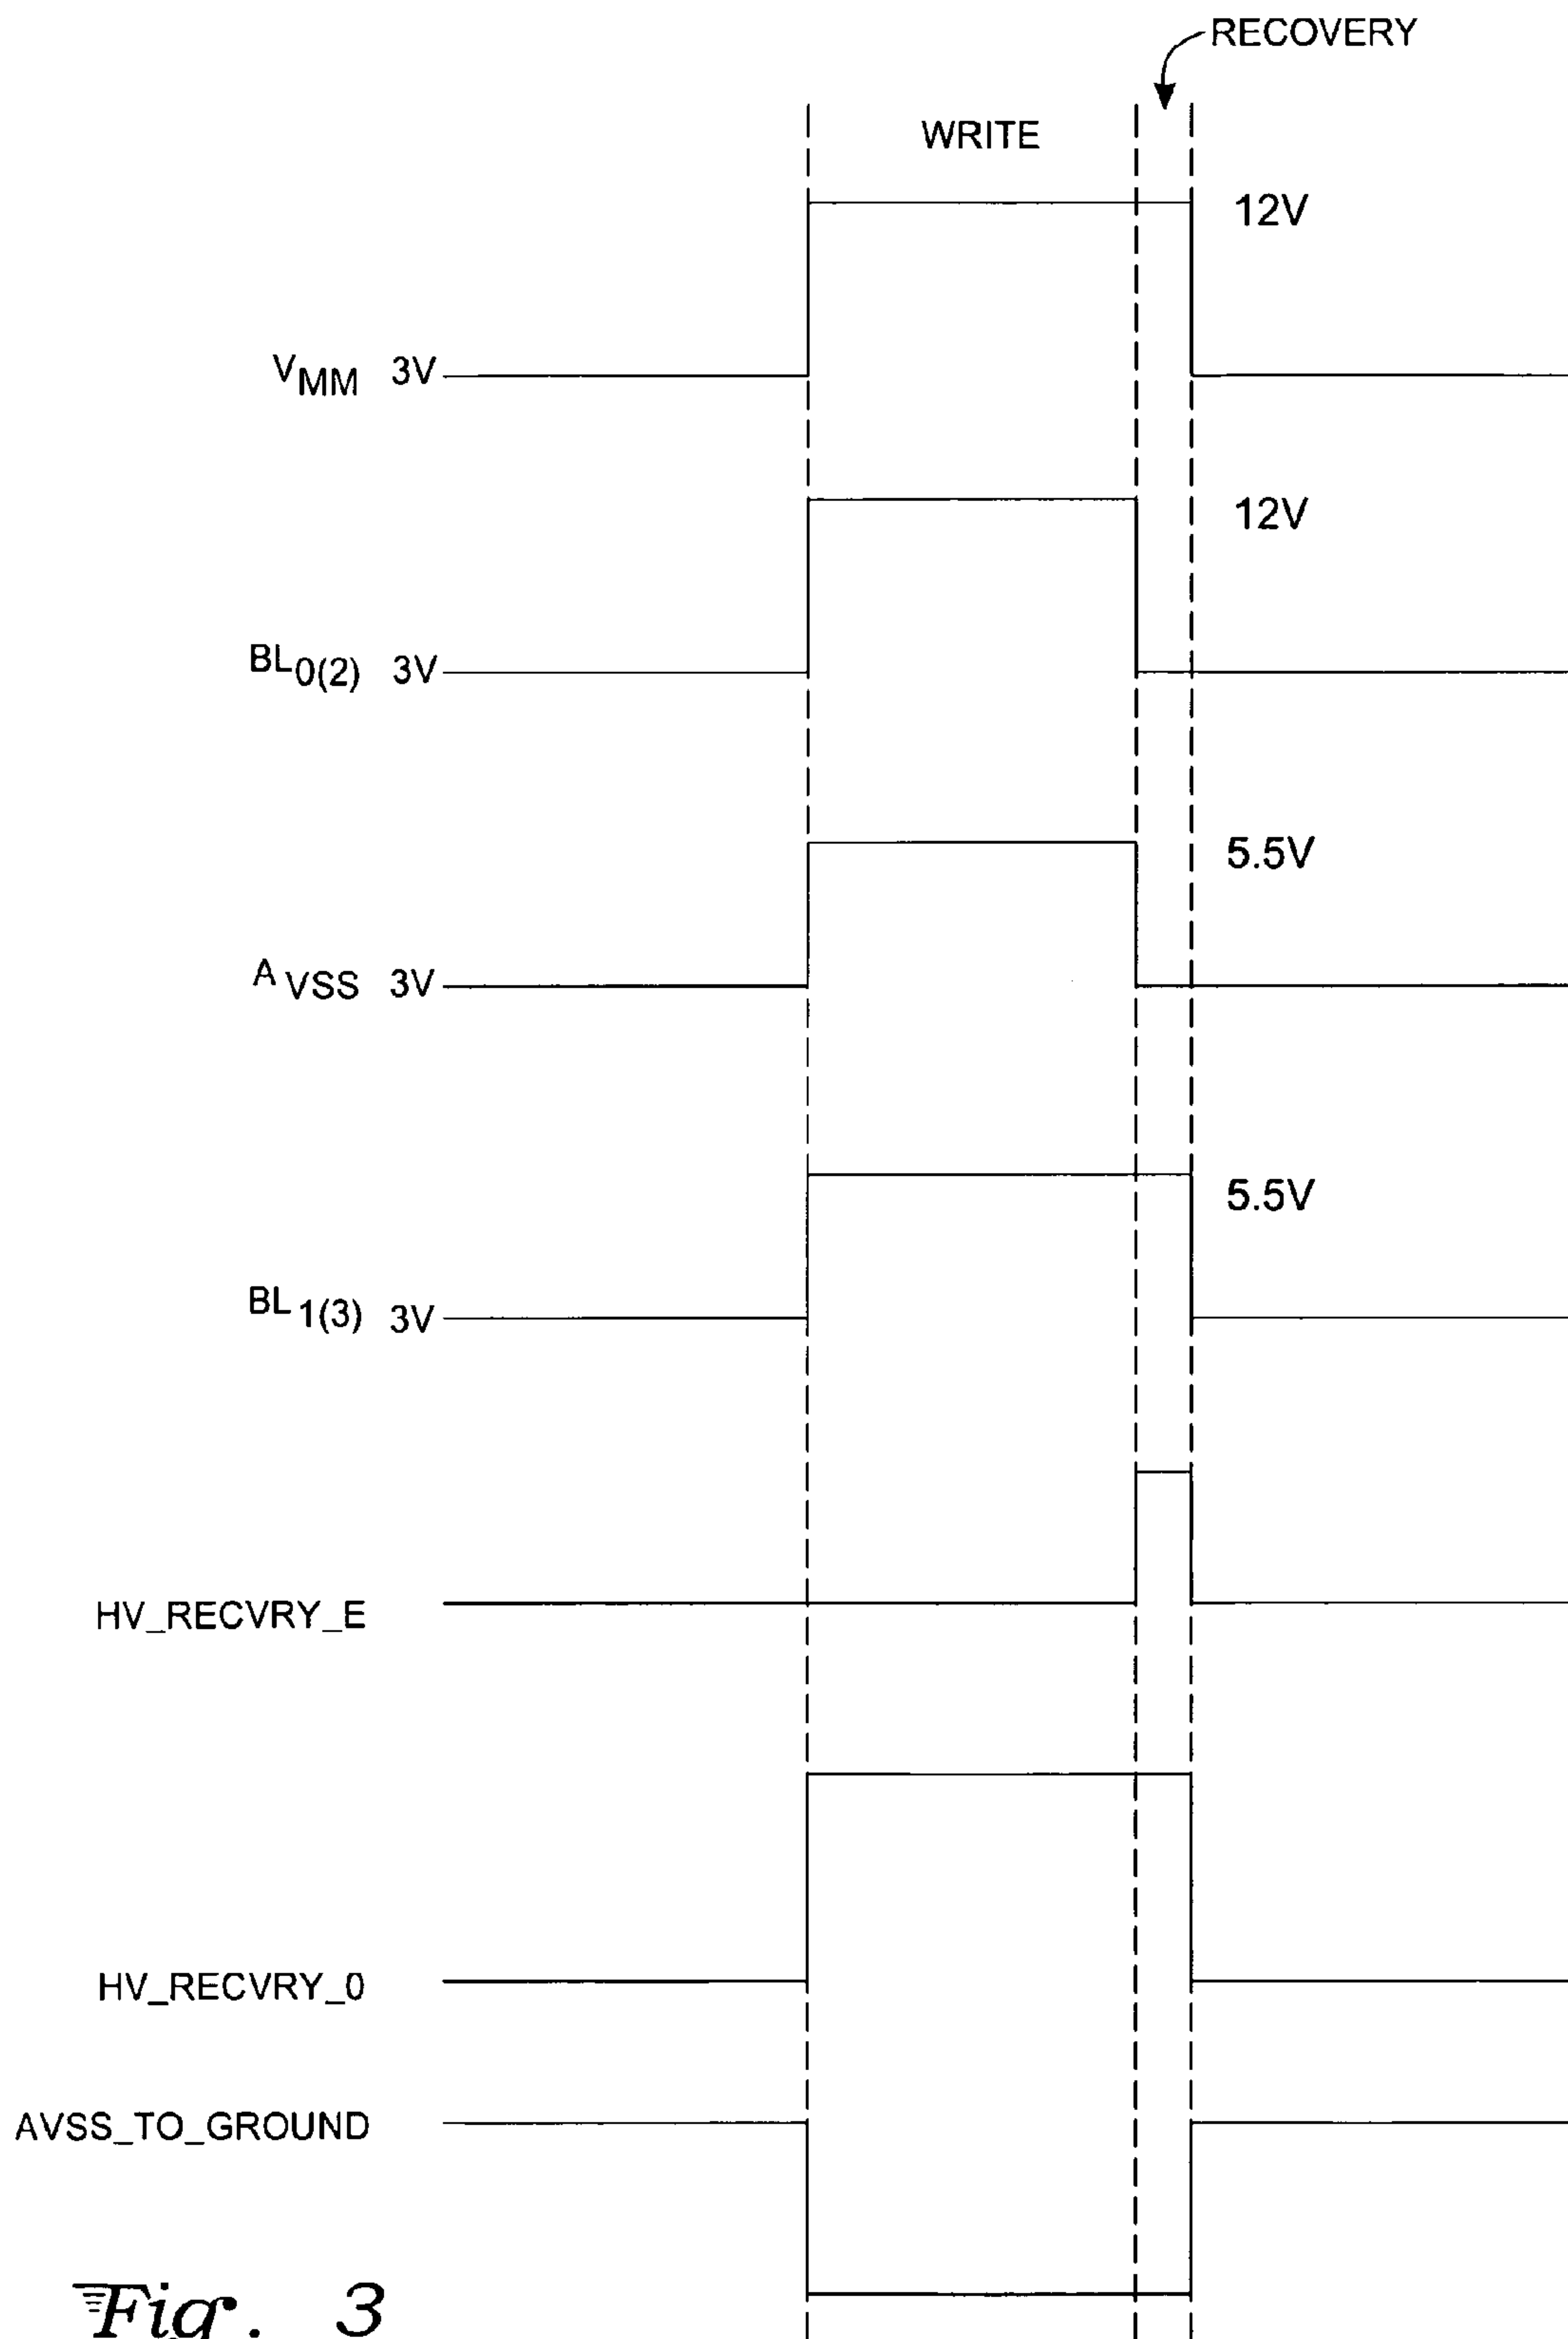 RECOVERY
WRITE
12V
VMM 3V
12V
BL0(2) 3V
5.5V
AVSS 3V
5.5V
BL1(3) 3V
HV_RECVRY_E
HV_RECVRY_0
AVSS_TO_GROUND
Fig. 3